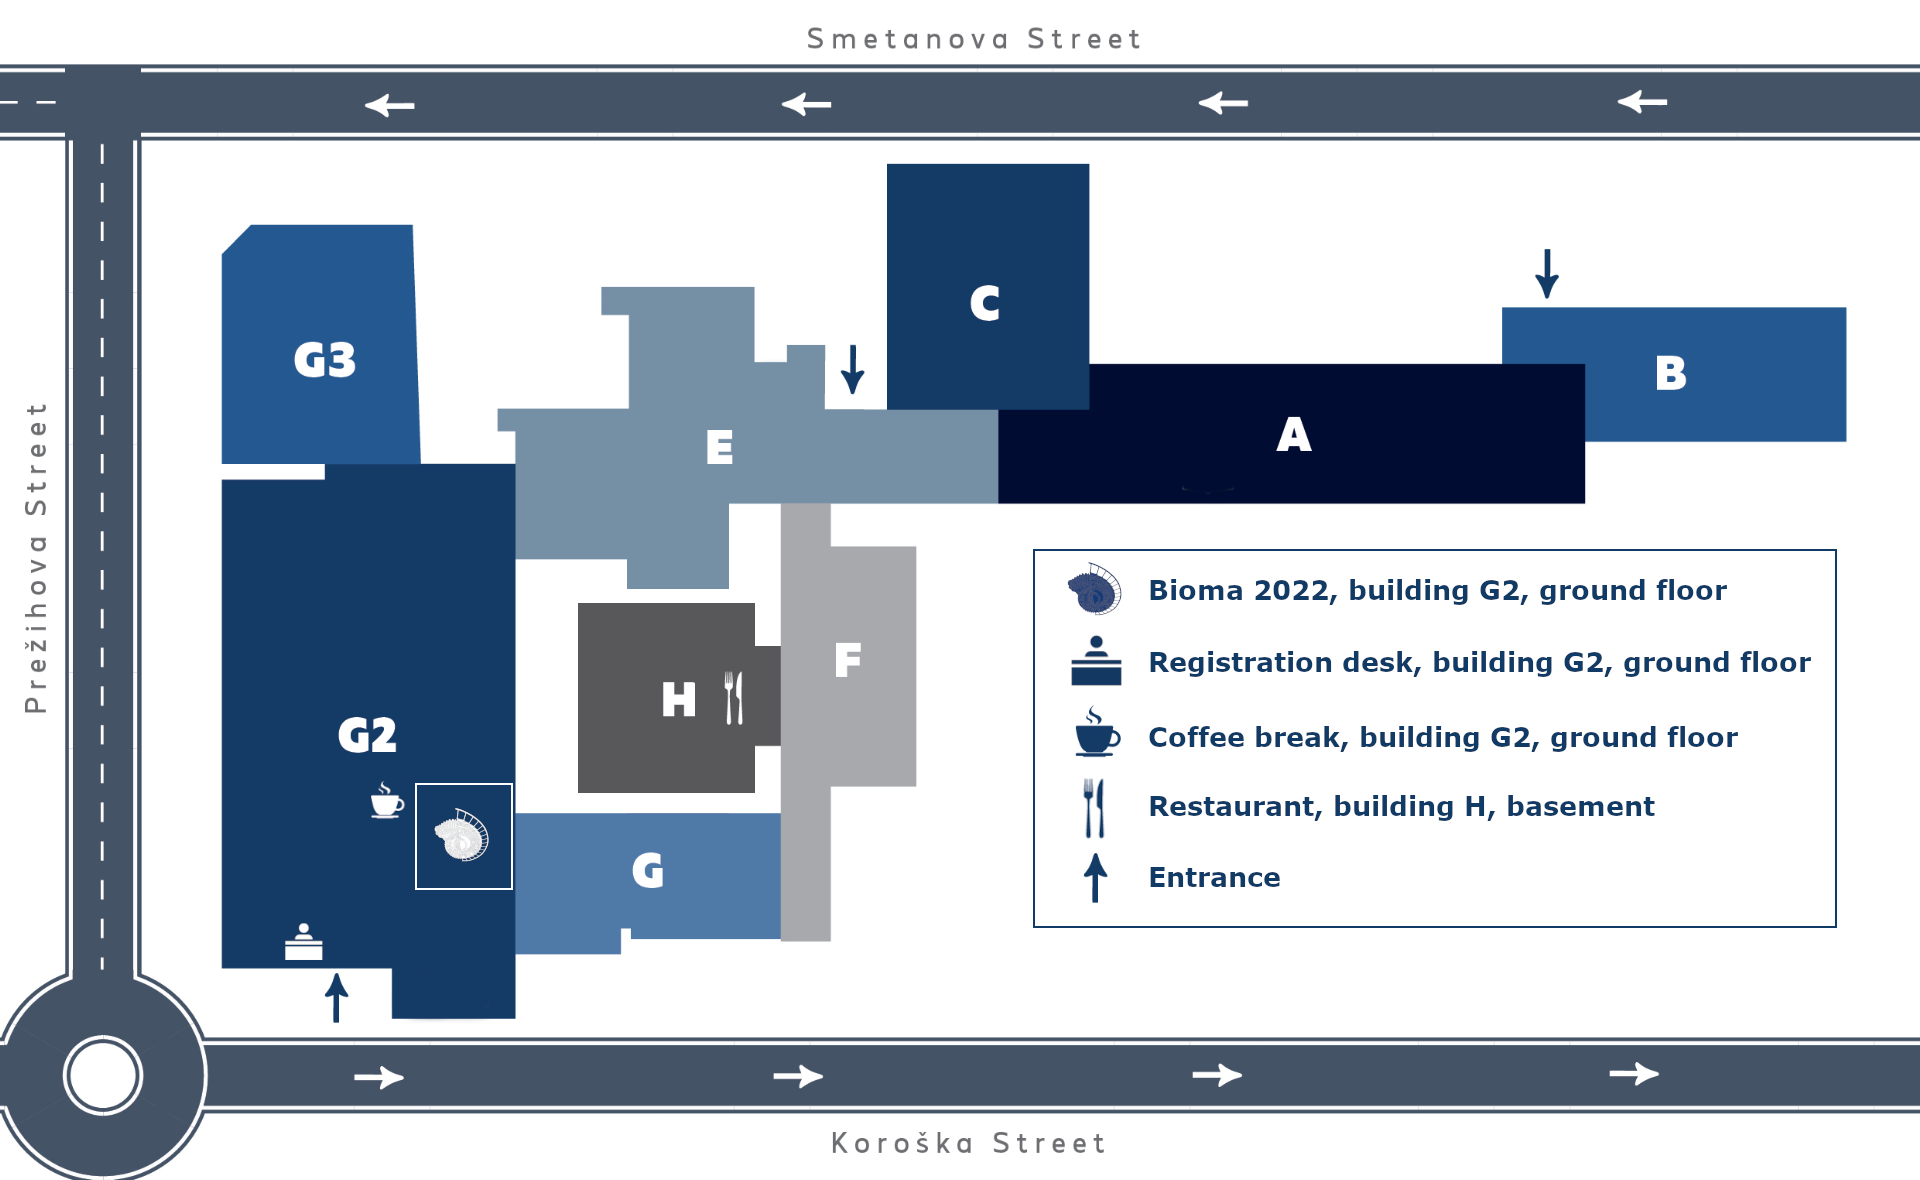 Smetanova Street
C
G3
B
A
E
Prežihova Street
Bioma 2022, building G2, ground floor
Registration desk, building G2, ground floor
Coffee break, building G2, ground floor
Restaurant, building H, basement
Entrance
F
H
G2
G
Koroška Street